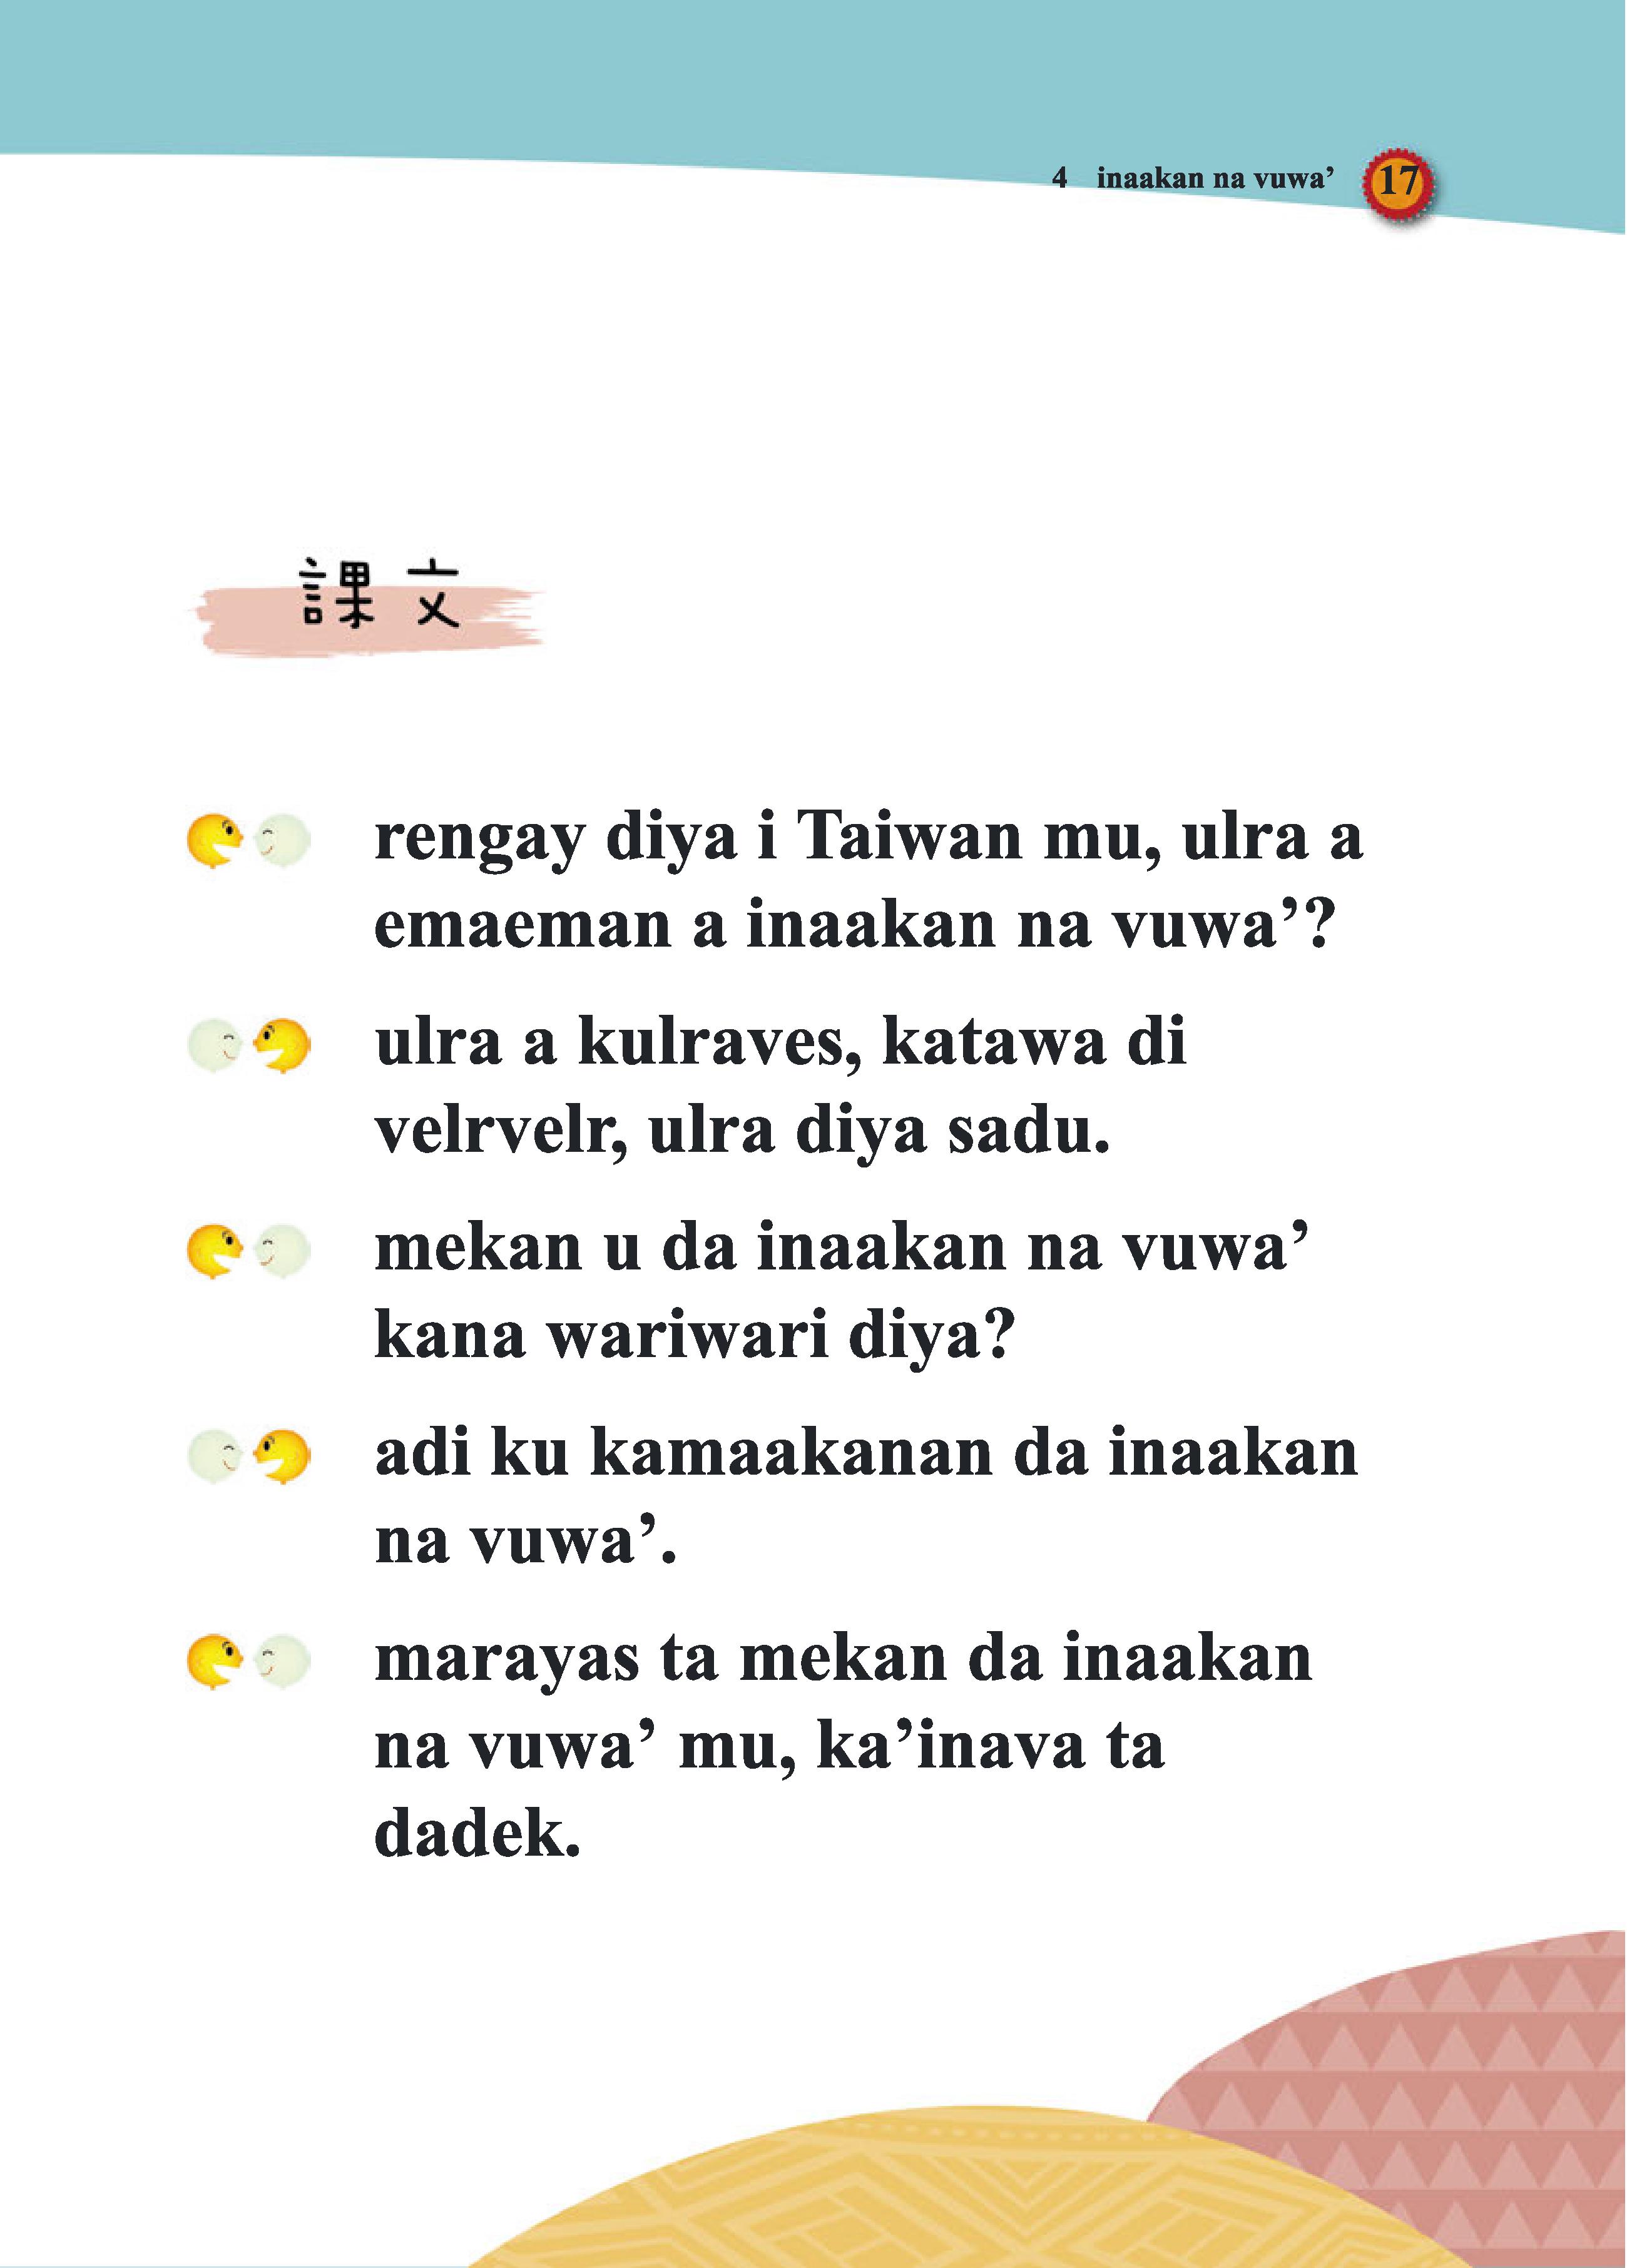 4 inaakan na vuwa’ 17
課文
rengay diya i Taiwan mu, ulra a
emaeman a inaakan na vuwa’?
ulra a kulraves, katawa di
velrvelr, ulra diya sadu.
mekan u da inaakan na vuwa’
kana wariwari diya?
adi ku kamaakanan da inaakan
na vuwa’.
marayas ta mekan da inaakan
na vuwa’ mu, ka’inava ta
dadek.